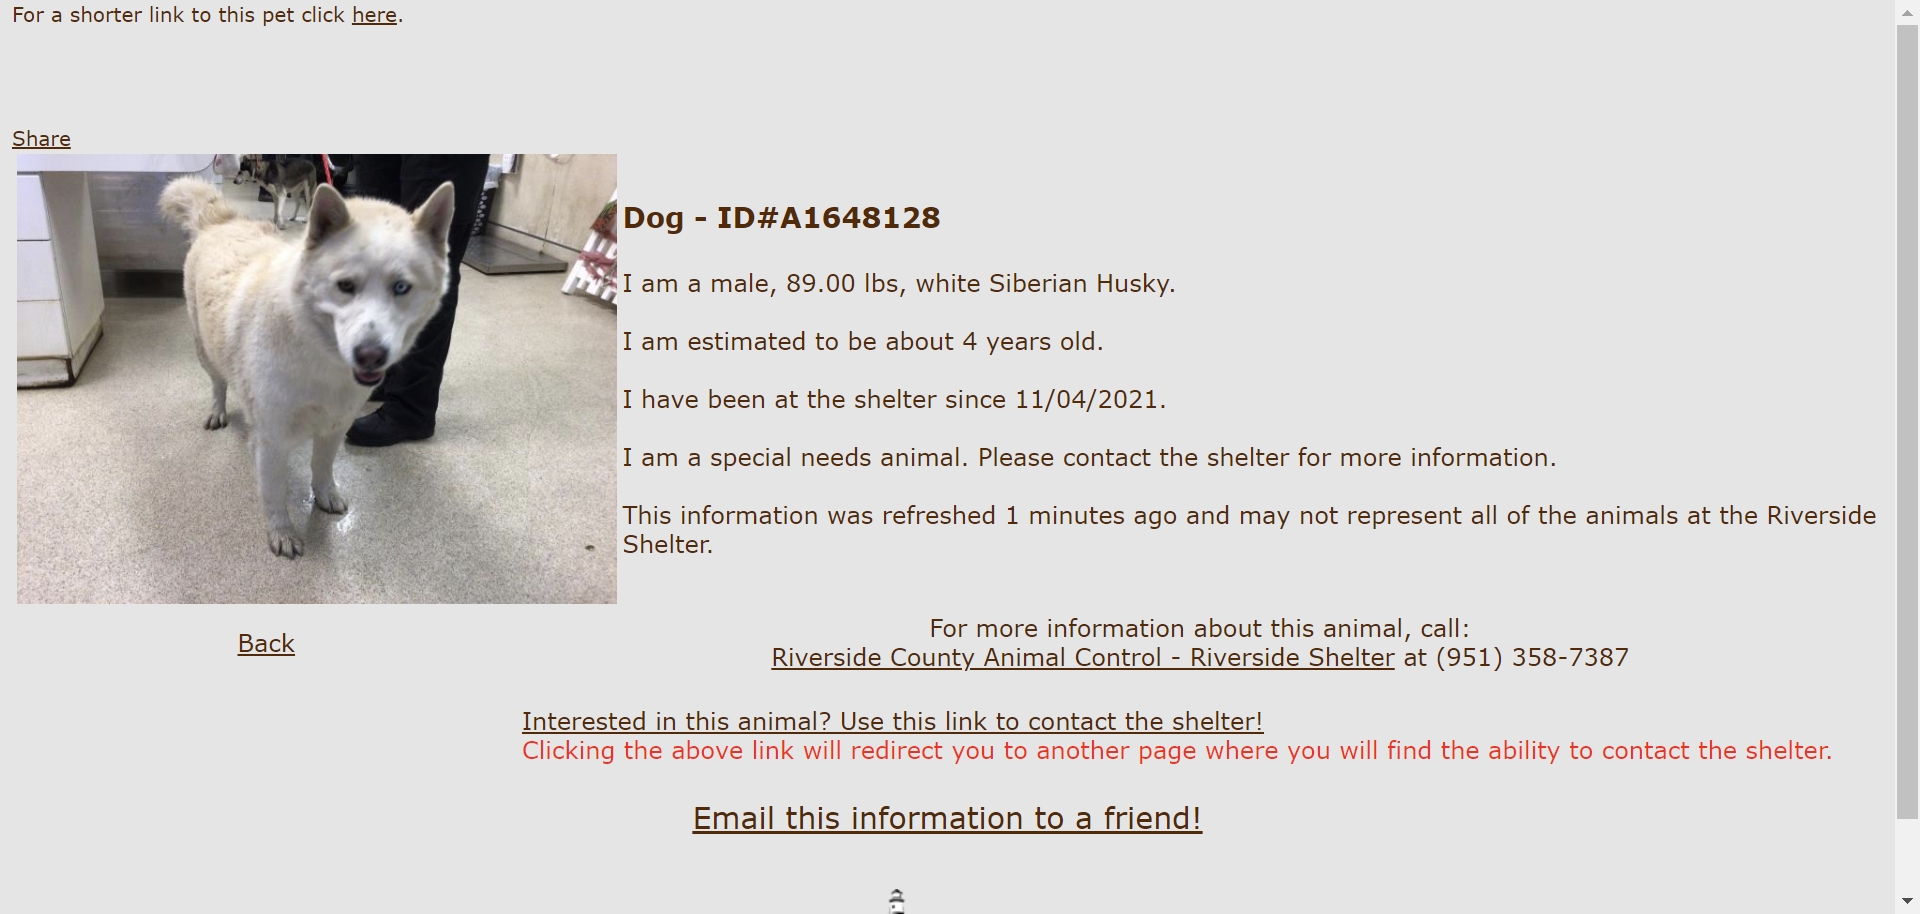 For a shorter link to this pet click here.
Share
Dog - ID#A1648128
I am a male, 89.00 lbs, white Siberian Husky.
I am estimated to be about 4 years old.
I have been at the shelter since 11/04/2021.
I am a special needs animal. Please contact the shelter for more information.
This information was refreshed 1 minutes ago and may not represent all of the animals at the Riverside
Shelter.
Back
For more information about this animal, call:
Riverside County Animal Control - Riverside Shelter at (951) 358-7387
Interested in this animal? Use this link to contact the shelter!
Clicking the above link will redirect you to another page where you will find the ability to contact the shelter.
Email this information to a friend!